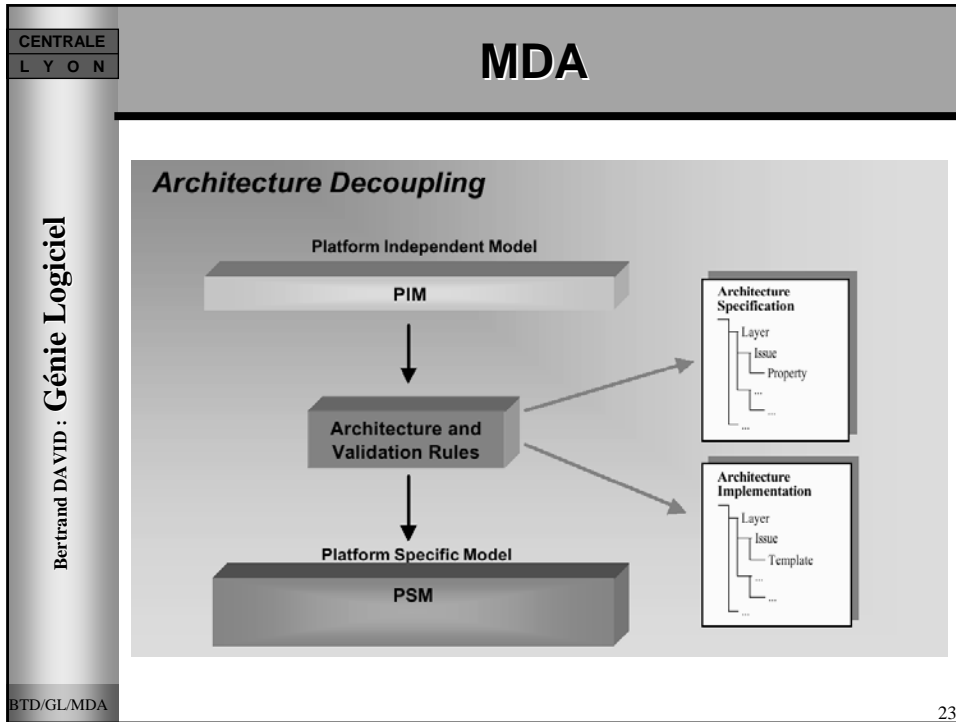 CENTRALE
L Y O N
MDA
Bertrand DAVID : Génie Logiciel
Architecture Decoupling
Platform Independent Model
PIM
Architecture and
Validation Rules
Platform Specific Model
PSM
Architecture
Specification
Layer
Issue
Property
...
...
...
Architecture
Implementation
Layer
Issue
Template
...
...
...
BTD/GL/MDA
23